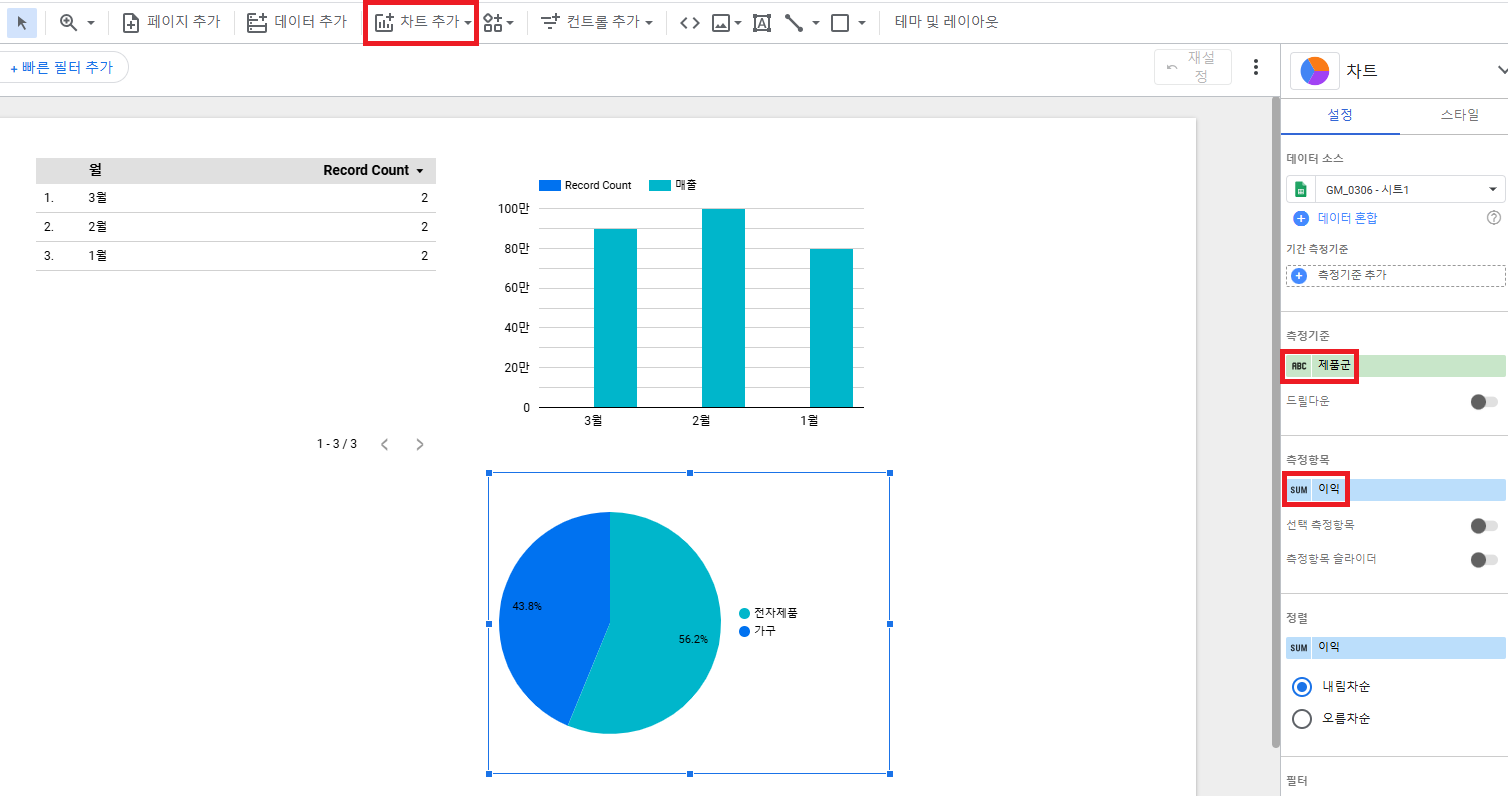 페이지 추가
데이터 추가
차트 추가
컨트롤 추가
테마 및 레이아웃
+ 빠른 필터 추가
재설정
차트
설정
스타일
데이터 소스
GM_0306 - 시트1
데이터 혼합
기간 측정기준
측정기준 추가
측정기준
ABC 제품군
드릴다운
측정항목
SUM 이익
선택 측정항목
측정항목 슬라이더
정렬
SUM 이익
내림차순
오름차순
필터
월 Record Count
1. 3월 2
2. 2월 2
3. 1월 2
1 - 3 / 3
Record Count 매출
100만
80만
60만
40만
20만
0
3월 2월 1월
43.8%
56.2%
전자제품
가구